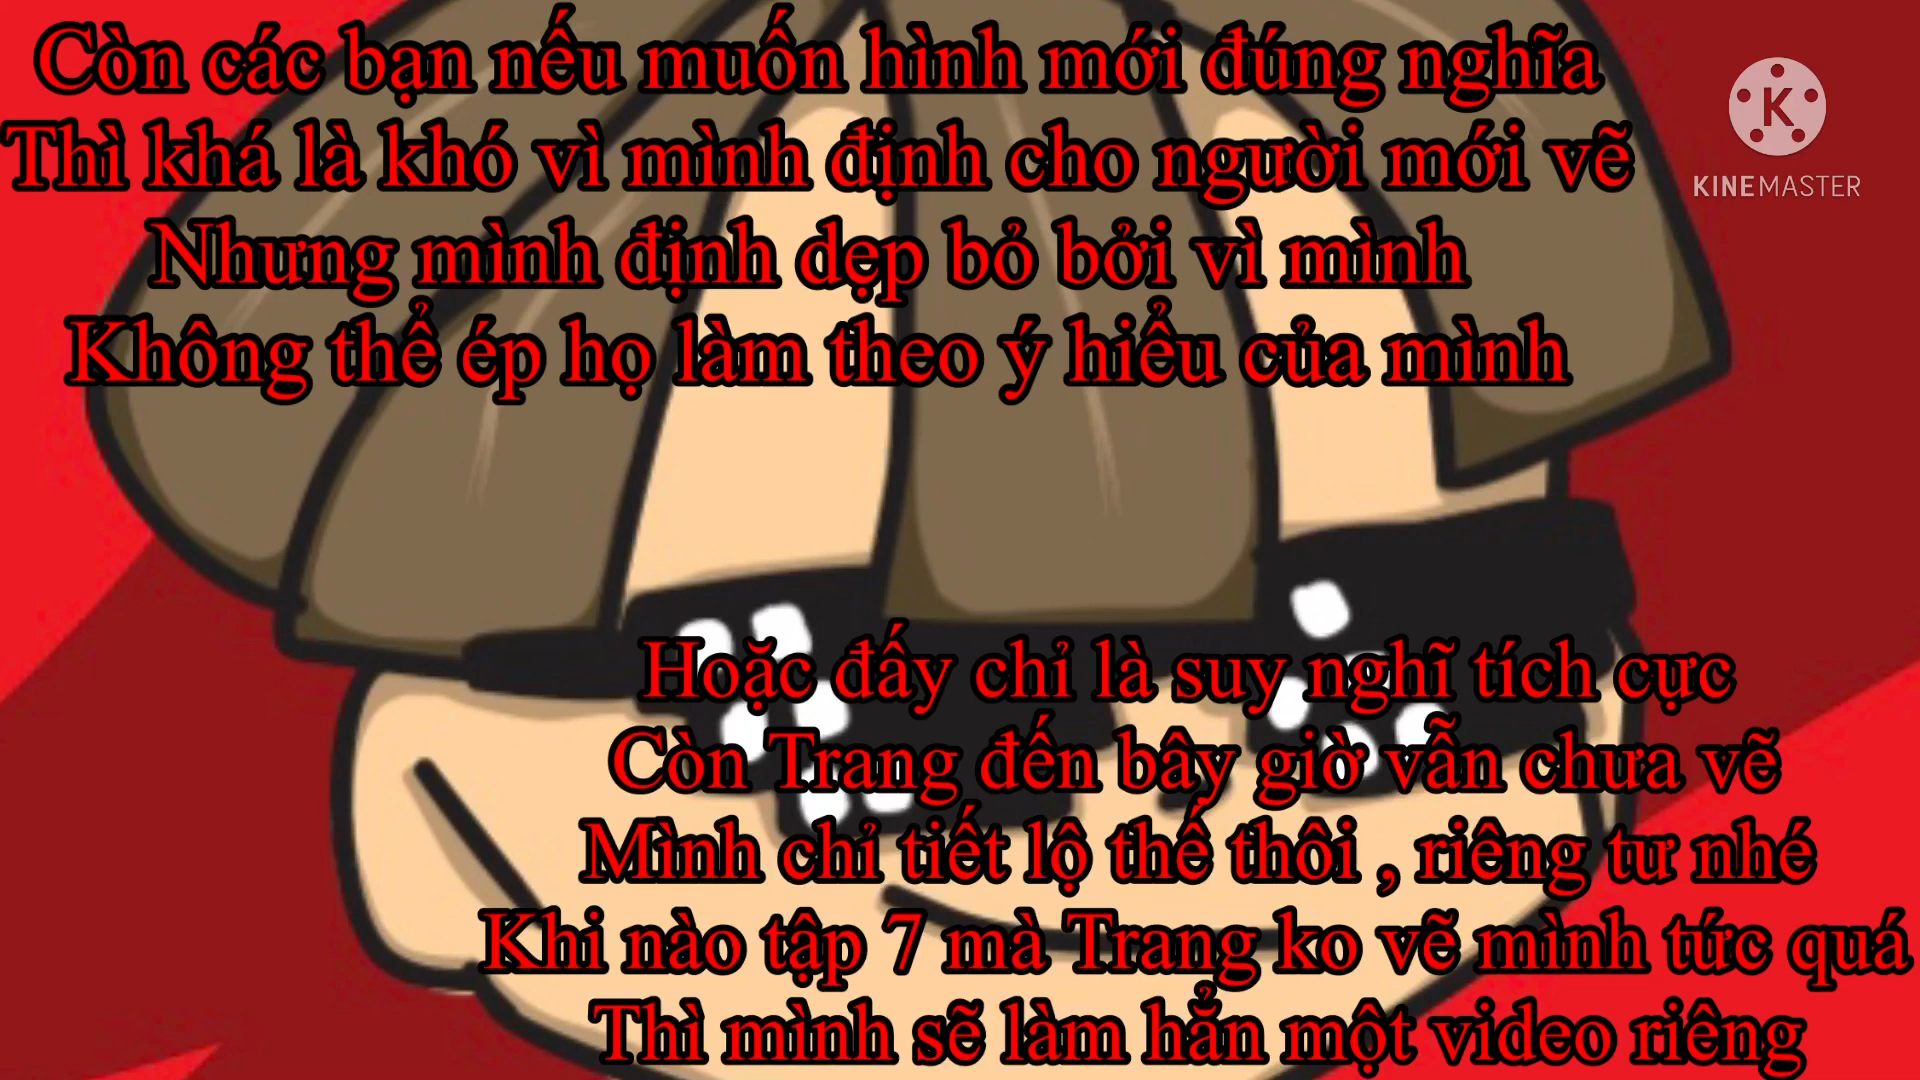 Còn các bạn nếu muốn hình mới đúng nghĩa
Thì khá là khó vì mình định cho người mới vẽ
Nhưng mình định dẹp bỏ bởi vì mình
Không thể ép họ làm theo ý hiểu của mình
K
KINEMASTER
Hoặc đấy chỉ là suy nghĩ tích cực
Còn Trang đến bây giờ vẫn chưa vẽ
Mình chỉ tiết lộ thế thôi , riêng tư nhé
Khi nào tập 7 mà Trang ko vẽ mình tức quá
Thì mình sẽ làm hẳn một video riêng